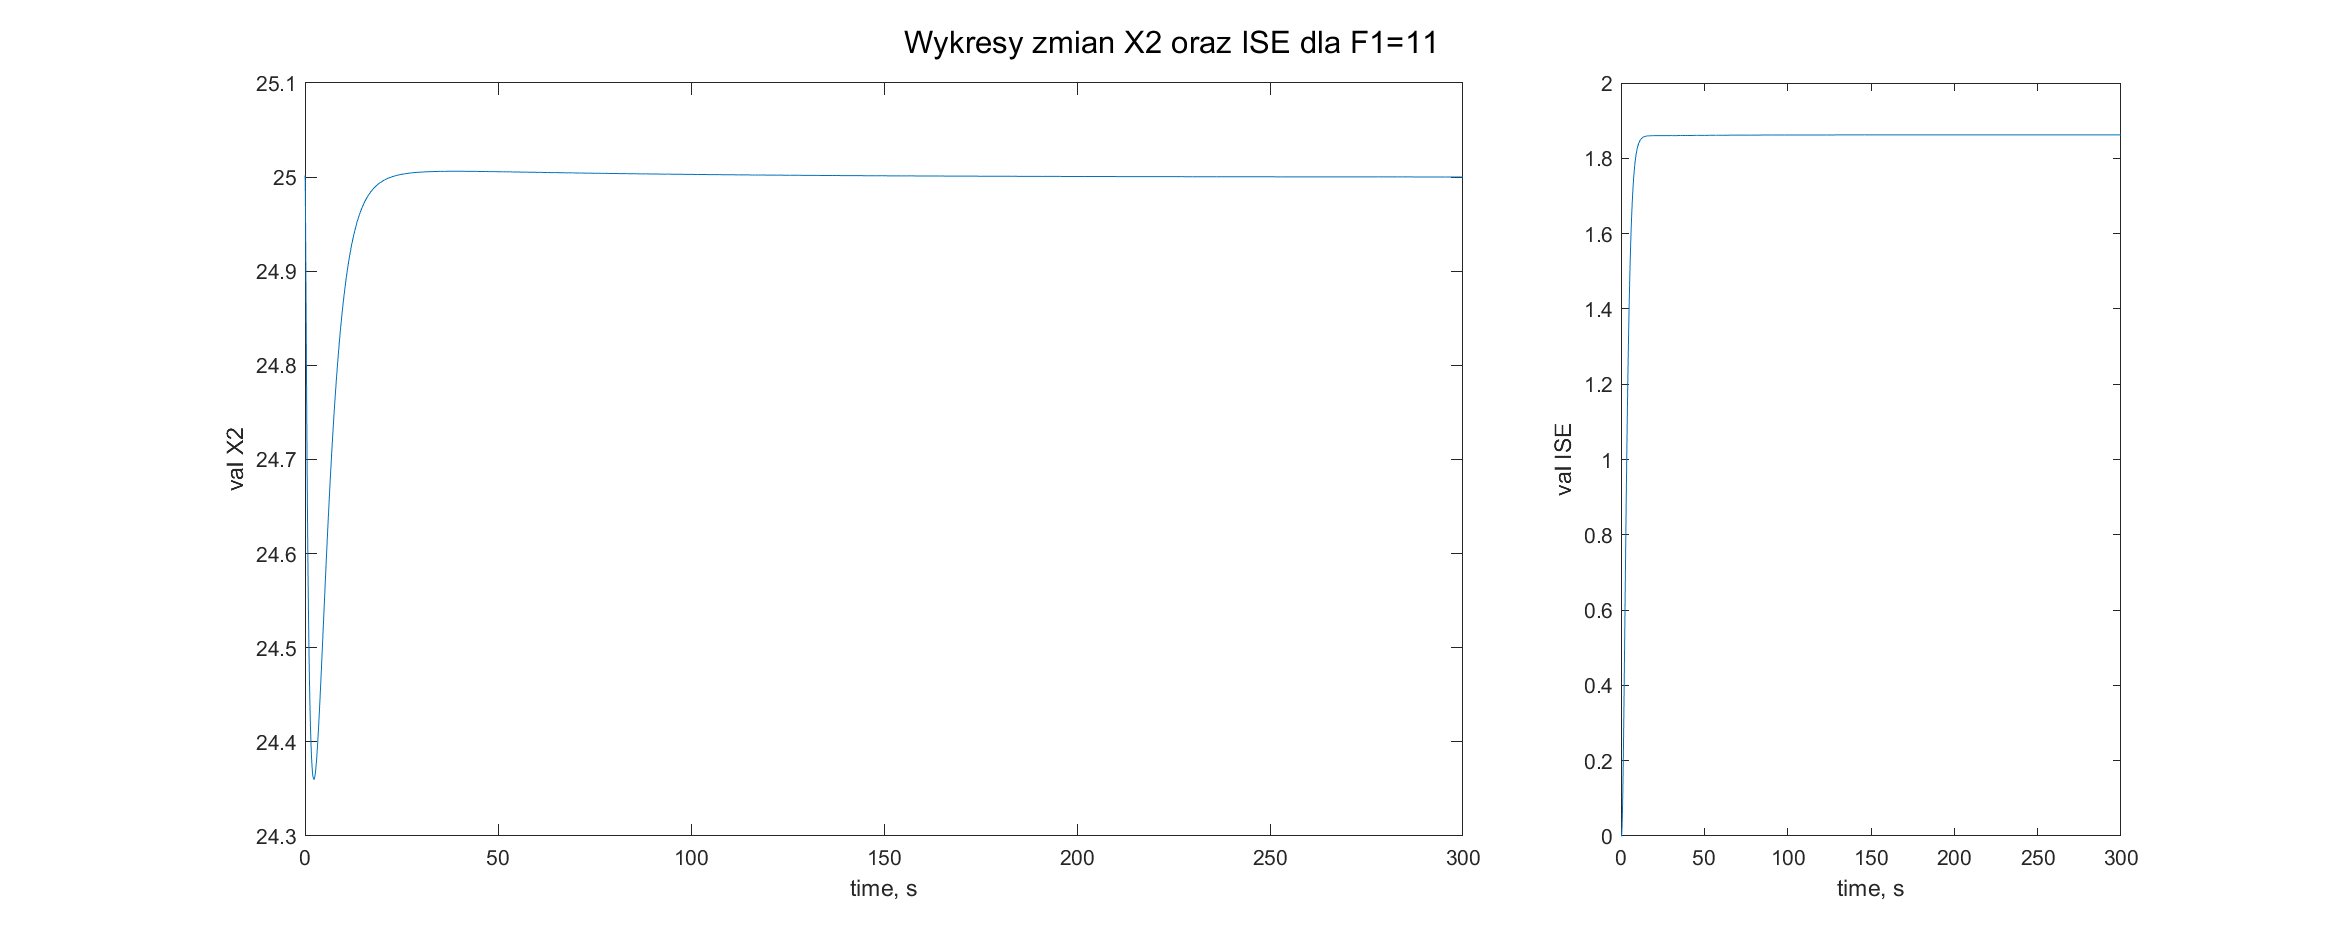 Wykresy zmian X2 oraz ISE dla F1=11
25.1
25
24.9
24.8
24.7
24.6
24.5
24.4
24.3
val X2
0 50 100 150 200 250 300
time, s
2
1.8
1.6
1.4
1.2
1
0.8
0.6
0.4
0.2
0
val ISE
0 50 100 150 200 250 300
time, s